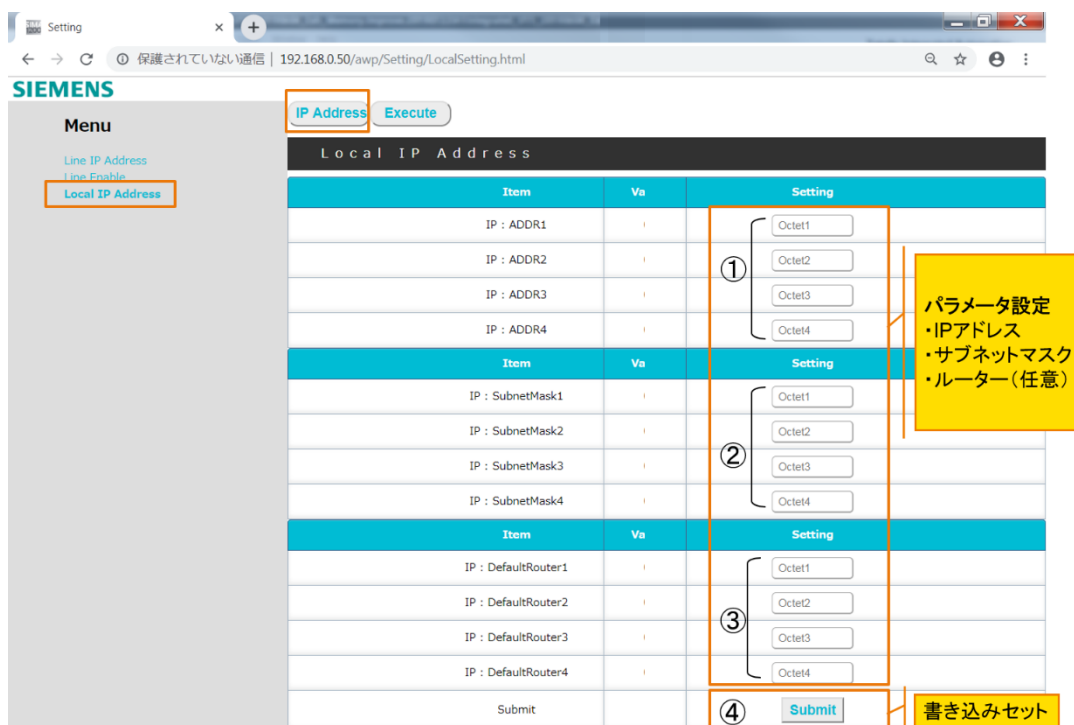 Setting
保護されていない通信 | 192.168.0.50/awp/Setting/LocalSetting.html
SIEMENS
Menu
Line IP Address
Line Enable
Local IP Address
IP Address Execute
Local IP Address
Item Va Setting
IP : ADDR1 Octet1
IP : ADDR2 Octet2
IP : ADDR3 Octet3
IP : ADDR4 Octet4
①
Item Va Setting
IP : SubnetMask1 Octet1
IP : SubnetMask2 Octet2
IP : SubnetMask3 Octet3
IP : SubnetMask4 Octet4
②
Item Va Setting
IP : DefaultRouter1 Octet1
IP : DefaultRouter2 Octet2
IP : DefaultRouter3 Octet3
IP : DefaultRouter4 Octet4
③
Submit ④ Submit
パラメータ設定
・IPアドレス
・サブネットマスク
・ルーター（任意）
書き込みセット